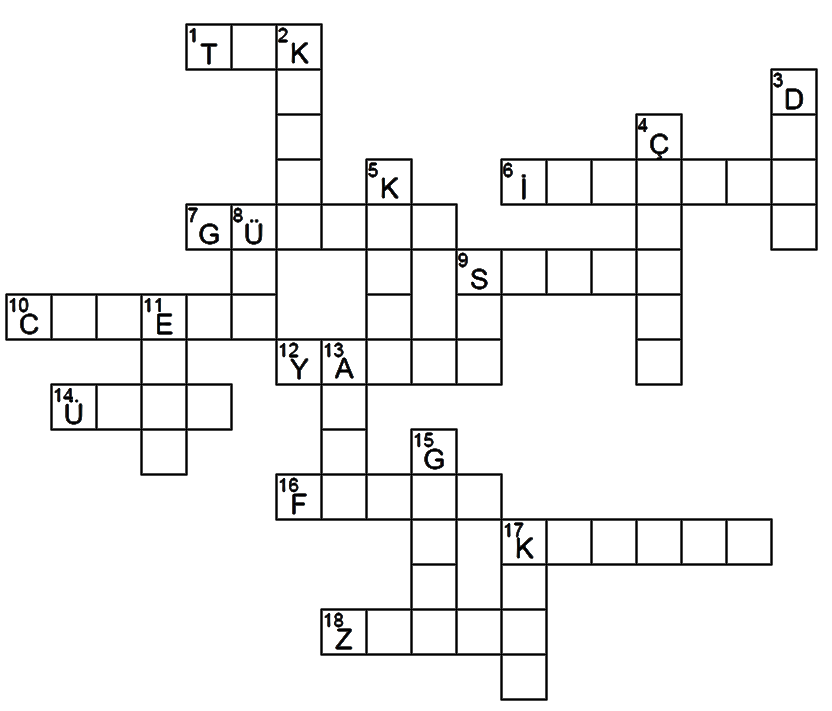 1 T 2 K
3 D
4 Ç
5 K 6 İ
7 G 8 Ü
9 S
10 C 11 E
12 Y 13 A
14. Ü
15 G
16 F
17 K
18 Z